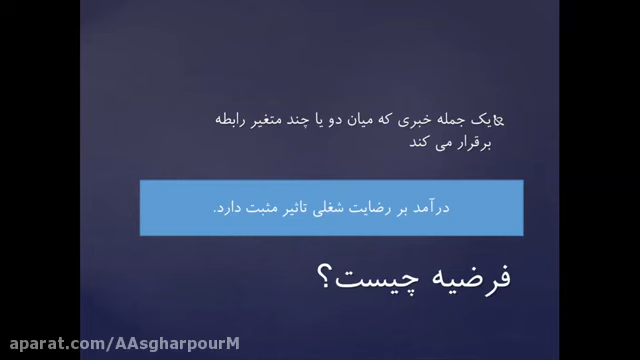 یک جمله خبری که میان دو یا چند متغیر رابطه
برقرار می کند
درآمد بر رضایت شغلی تاثیر مثبت دارد.
فرضیه چیست؟
aparat.com/AAsgharpourM